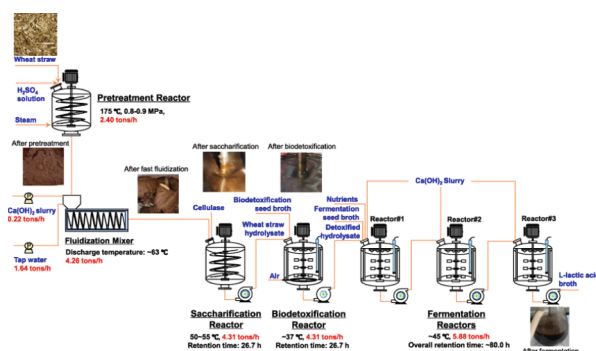 Wheat straw
H₂SO₄
solution
Steam
Pretreatment Reactor
175 ℃, 0.8-0.9 MPa,
2.40 tons/h
After pretreatment
Ca(OH)₂ slurry
0.22 tons/h
Tap water
1.64 tons/h
After fast fluidization
Fluidization Mixer
Discharge temperature: ~63 ℃
4.26 tons/h
After saccharification
Cellulase
Saccharification
Reactor
50~55 ℃, 4.31 tons/h
Retention time: 26.7 h
After biodetoxification
Biodetoxification
seed broth
Wheat straw
hydrolysate
Air
Biodetoxification
Reactor
~37 ℃, 4.31 tons/h
Retention time: 26.7 h
Nutrients
Fermentation
seed broth
Detoxified
hydrolysate
Ca(OH)₂ Slurry
Reactor#1
Reactor#2
Reactor#3
Fermentation
Reactors
~45 ℃, 5.88 tons/h
Overall retention time: ~80.0 h
L-lactic acid
broth
After fermentation